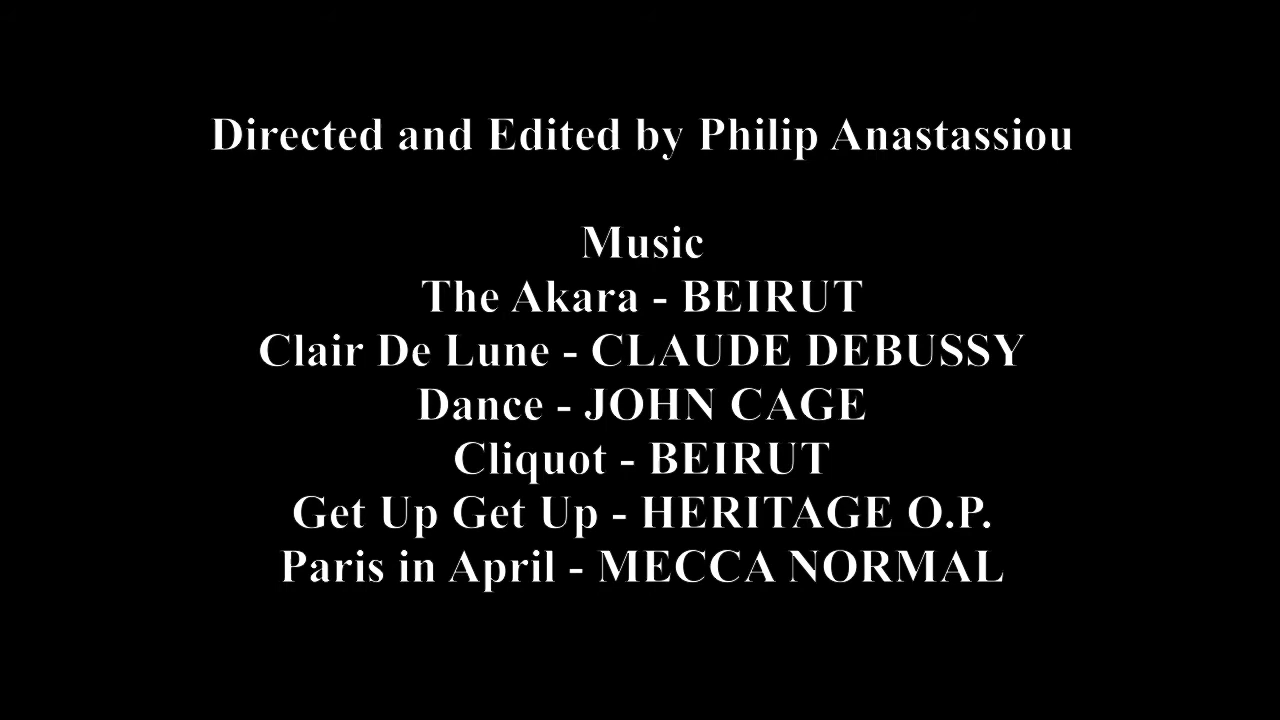 Directed and Edited by Philip Anastassiou
Music
The Akara - BEIRUT
Clair De Lune - CLAUDE DEBUSSY
Dance - JOHN CAGE
Cliquot - BEIRUT
Get Up Get Up - HERITAGE O.P.
Paris in April - MECCA NORMAL